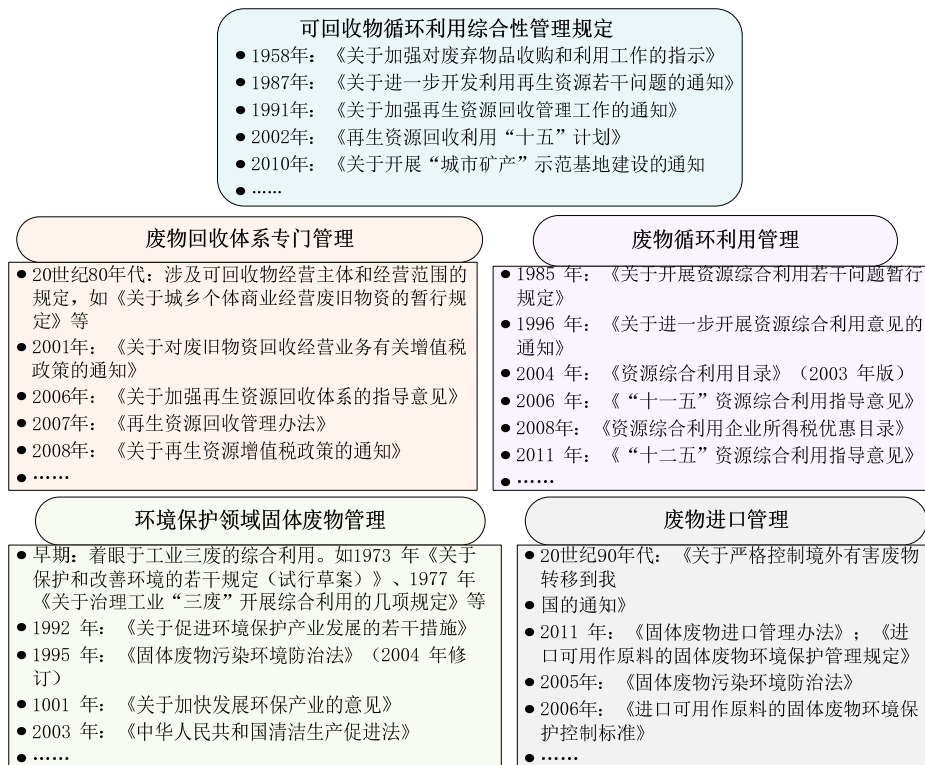 可回收物循环利用综合性管理规定
● 1958年：《关于加强对废弃物品收购和利用工作的指示》
● 1987年：《关于进一步开发利用再生资源若干问题的通知》
● 1991年：《关于加强再生资源回收管理工作的通知》
● 2002年：《再生资源回收利用“十五”计划》
● 2010年：《关于开展“城市矿产”示范基地建设的通知
● ……
废物回收体系专门管理
● 20世纪80年代：涉及可回收物经营主体和经营范围的
规定，如《关于城乡个体商业经营废旧物资的暂行规
定》等
● 2001年：《关于对废旧物资回收经营业务有关增值税
政策的通知》
● 2006年：《关于加强再生资源回收体系的指导意见》
● 2007年：《再生资源回收管理办法》
● 2008年：《关于再生资源增值税政策的通知》
● ……
废物循环利用管理
● 1985 年：《关于开展资源综合利用若干问题暂行
规定》
● 1996 年：《关于进一步开展资源综合利用意见的
通知》
● 2004 年：《资源综合利用目录》（2003 年版）
● 2006 年：《“十一五”资源综合利用指导意见》
● 2008年：《资源综合利用企业所得税优惠目录》
● 2011 年：《“十二五”资源综合利用指导意见》
● ……
环境保护领域固体废物管理
● 早期：着眼于工业三废的综合利用。如1973 年《关于
保护和改善环境的若干规定（试行草案）》、1977 年
《关于治理工业“三废”开展综合利用的几项规定》等
● 1992 年：《关于促进环境保护产业发展的若干措施》
● 1995 年：《固体废物污染环境防治法》（2004 年修
订）
● 1001 年：《关于加快发展环保产业的意见》
● 2003 年：《中华人民共和国清洁生产促进法》
● ……
废物进口管理
● 20世纪90年代：《关于严格控制境外有害废物
转移到我
● 国的通知》
● 2011 年：《固体废物进口管理办法》；《进
口可用作原料的固体废物环境保护管理规定》
● 2005年：《固体废物污染环境防治法》
● 2006年：《进口可用作原料的固体废物环境保
护控制标准》
● ……